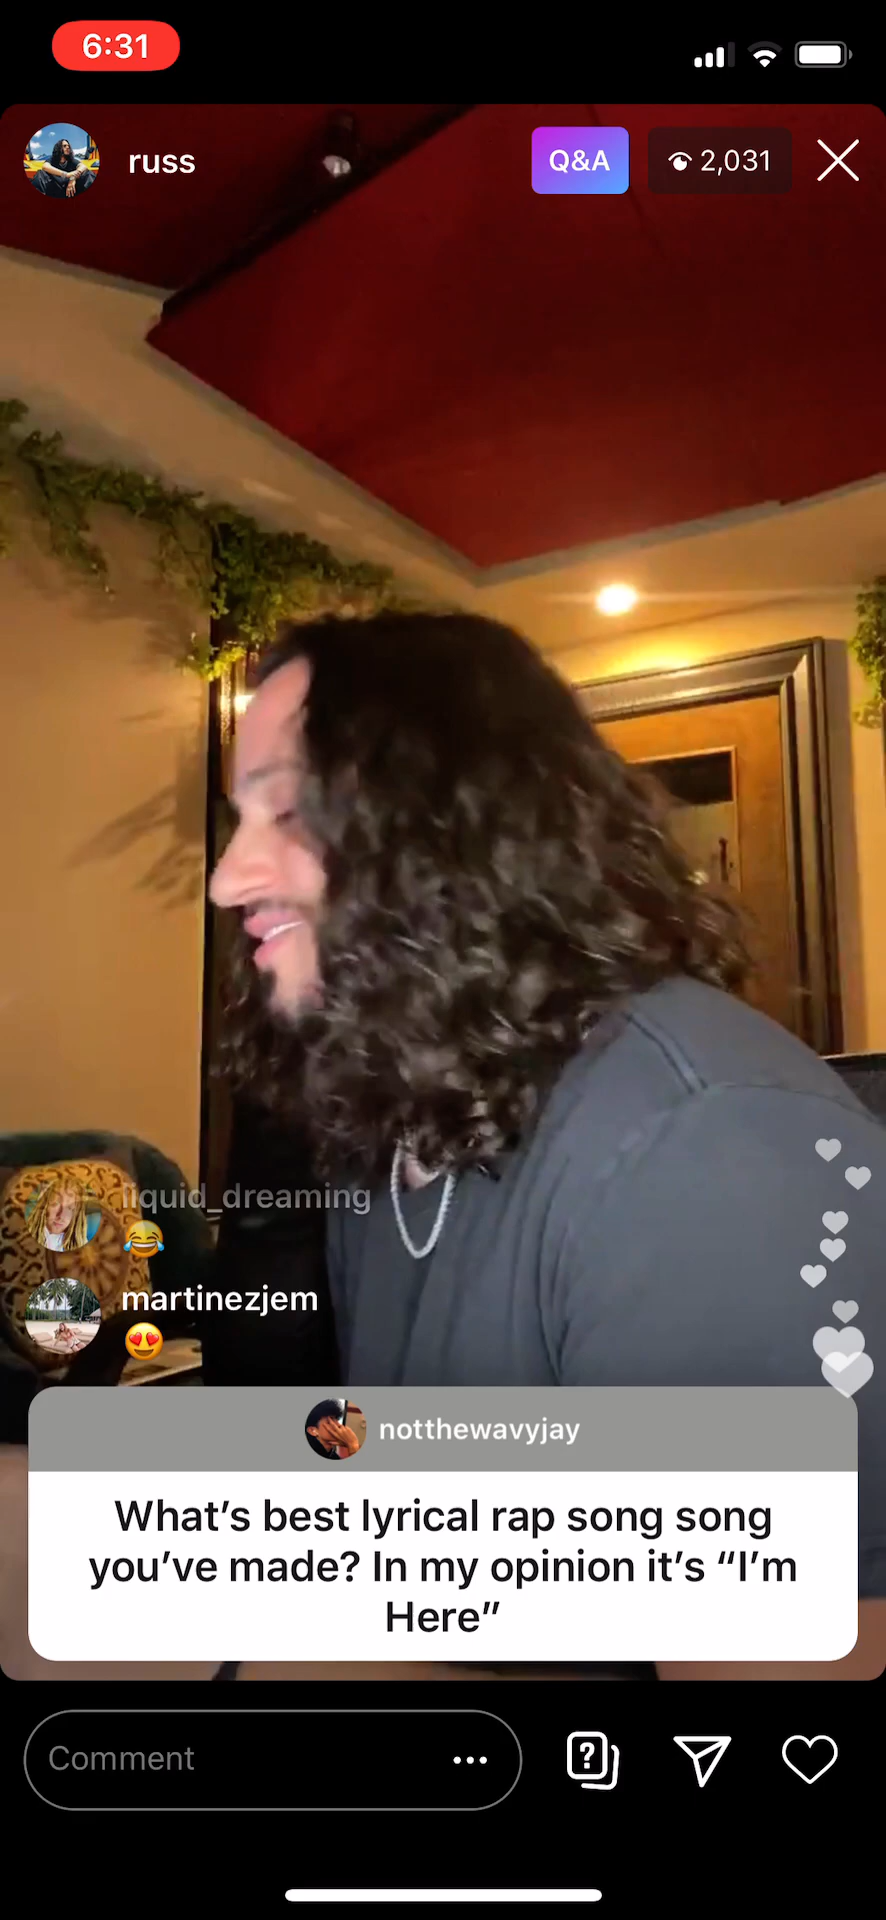 6:31
russ
Q&A
2,031
liquid_dreaming
😂
martinezjem
😍
notthewavyjay
What's best lyrical rap song song
you've made? In my opinion it's “I'm
Here”
Comment